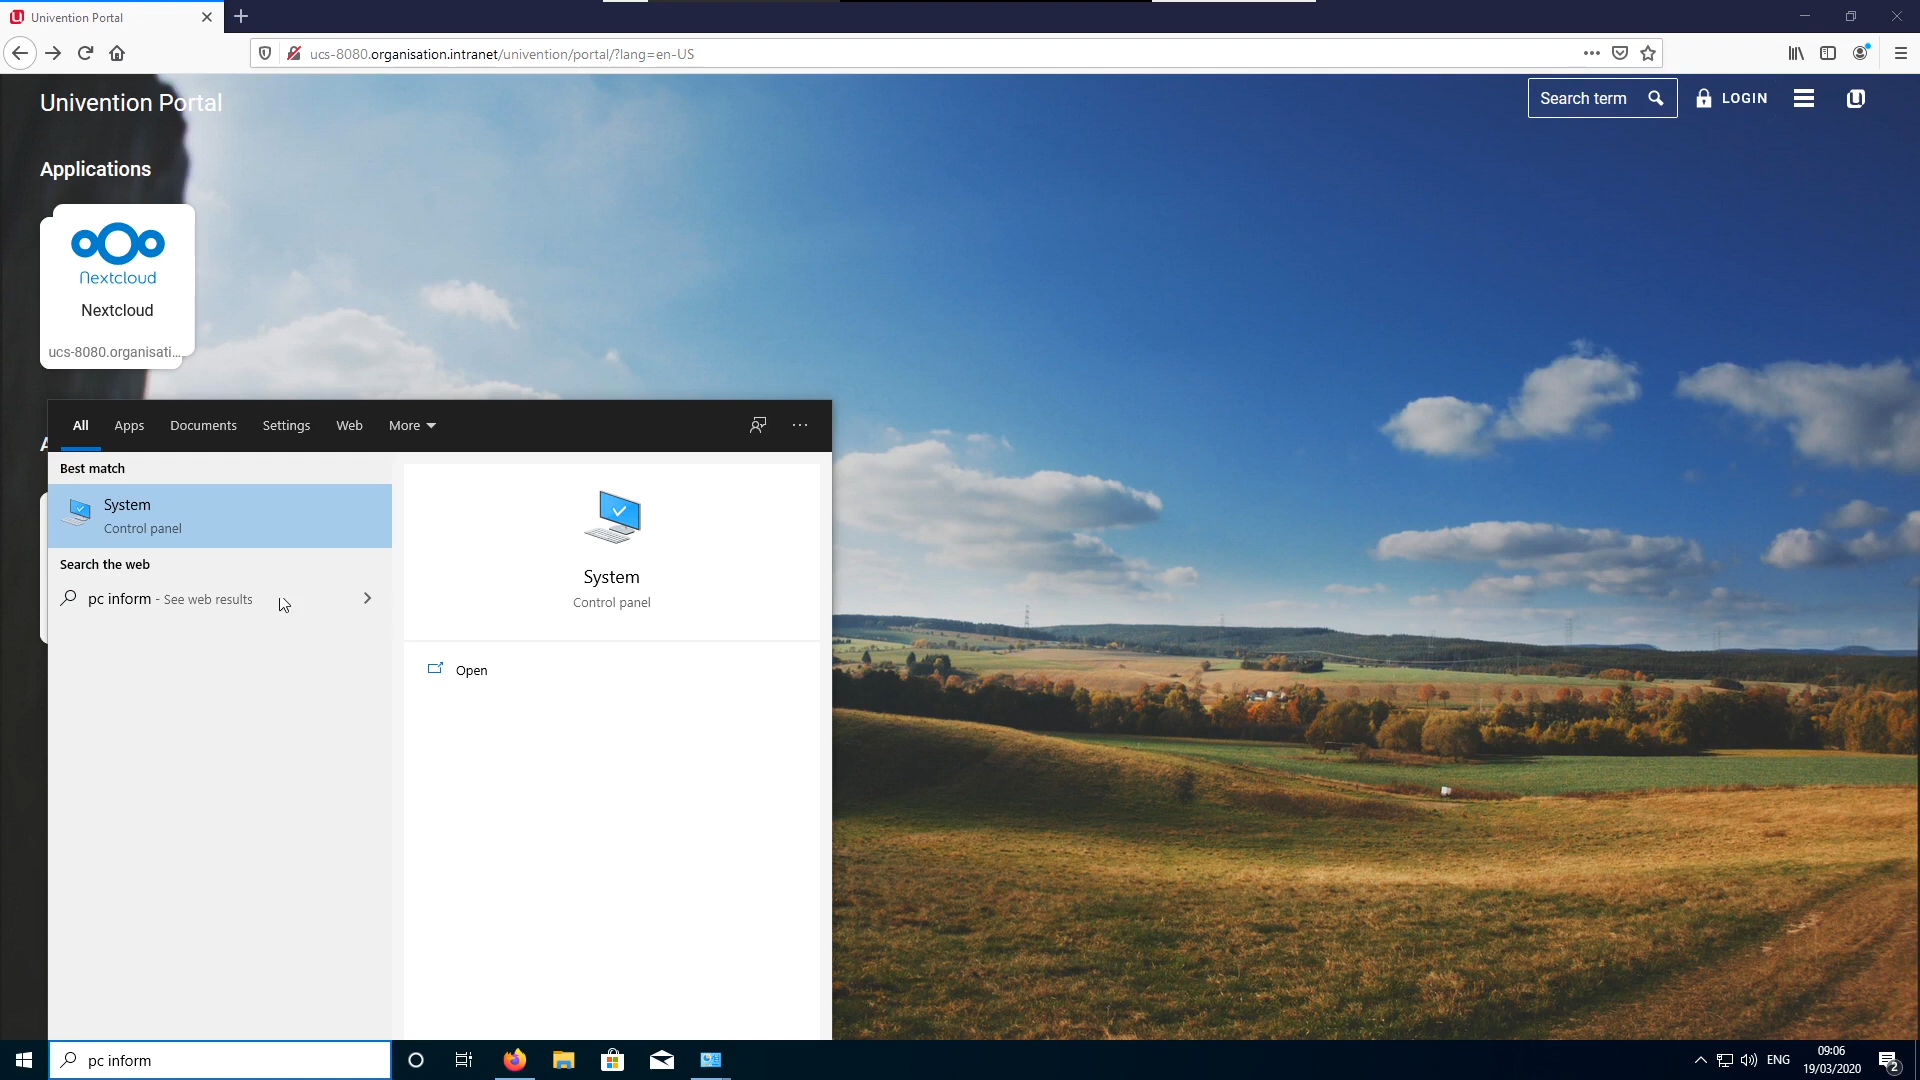 Univention Portal
ucs-8080.organisation.intranet/univention/portal/?lang=en-US
Univention Portal
Search term
LOGIN
Applications
Nextcloud
Nextcloud
ucs-8080.organisati...
All
Apps
Documents
Settings
Web
More
A
Best match
System
Control panel
Search the web
pc inform - See web results
System
Control panel
Open
pc inform
ENG
09:06
19/03/2020
2